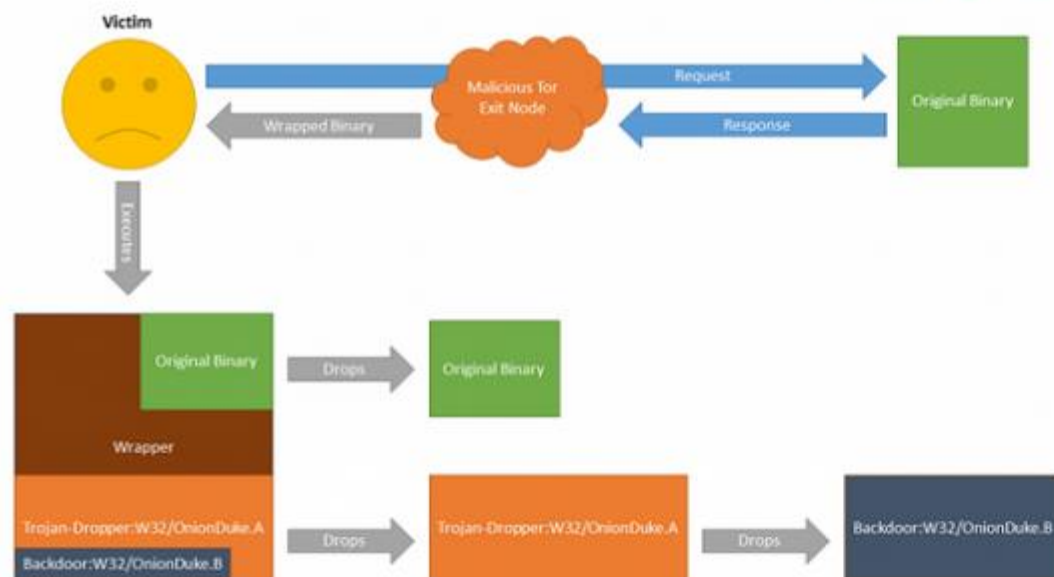 Victim
Request
Malicious Tor
Exit Node
Original Binary
Wrapped Binary
Response
Executes
Original Binary
Drops
Original Binary
Wrapper
Trojan-Dropper:W32/OnionDuke.A
Drops
Trojan-Dropper:W32/OnionDuke.A
Drops
Backdoor:W32/OnionDuke.B
Backdoor:W32/OnionDuke.B